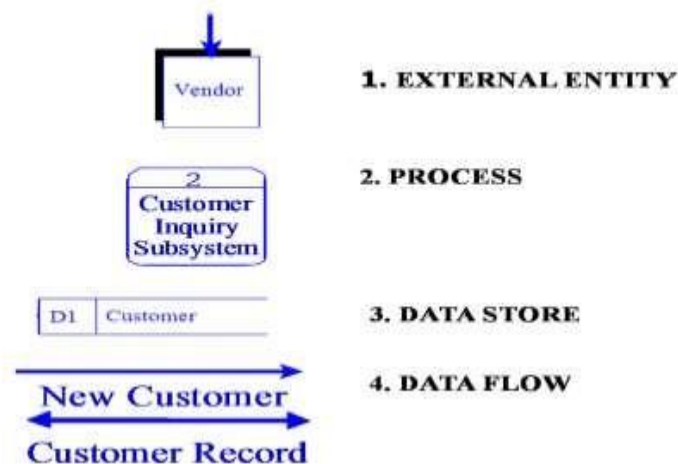 Vendor
1. EXTERNAL ENTITY
2
Customer
Inquiry
Subsystem
2. PROCESS
D1 Customer
3. DATA STORE
New Customer
4. DATA FLOW
Customer Record